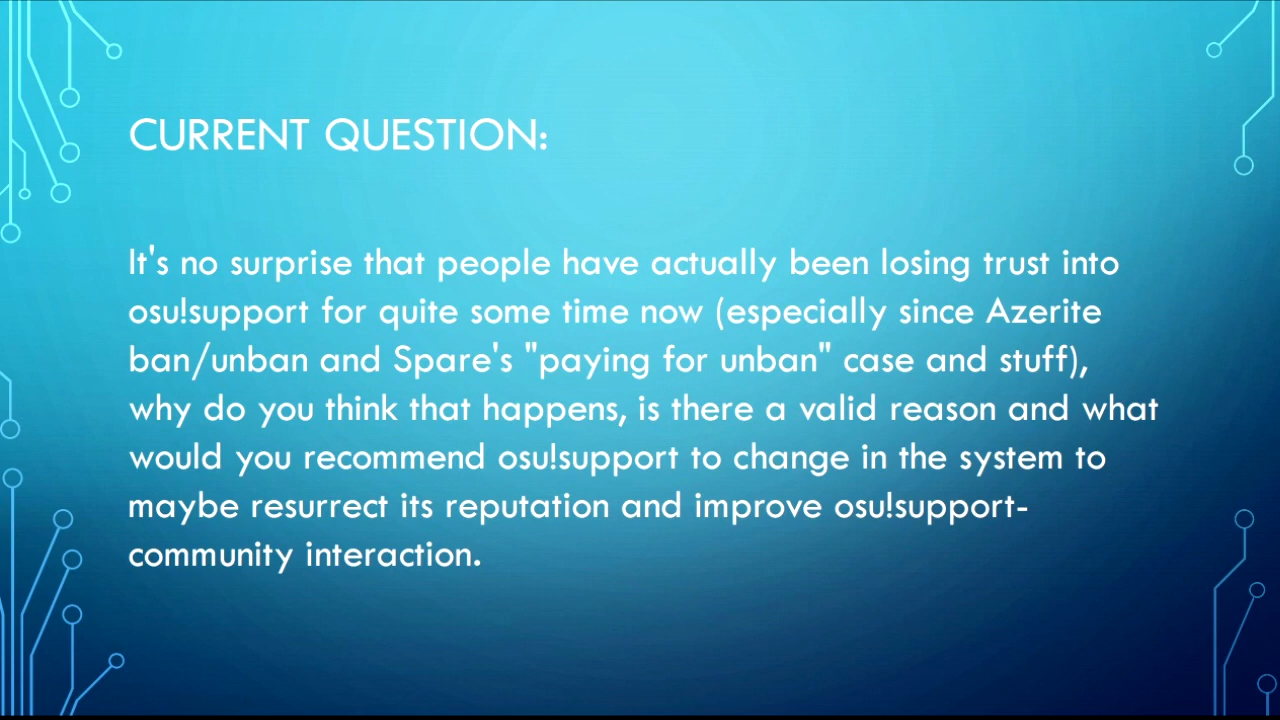 CURRENT QUESTION:
It's no surprise that people have actually been losing trust into
osu!support for quite some time now (especially since Azerite
ban/unban and Spare's "paying for unban" case and stuff),
why do you think that happens, is there a valid reason and what
would you recommend osu!support to change in the system to
maybe resurrect its reputation and improve osu!support-
community interaction.